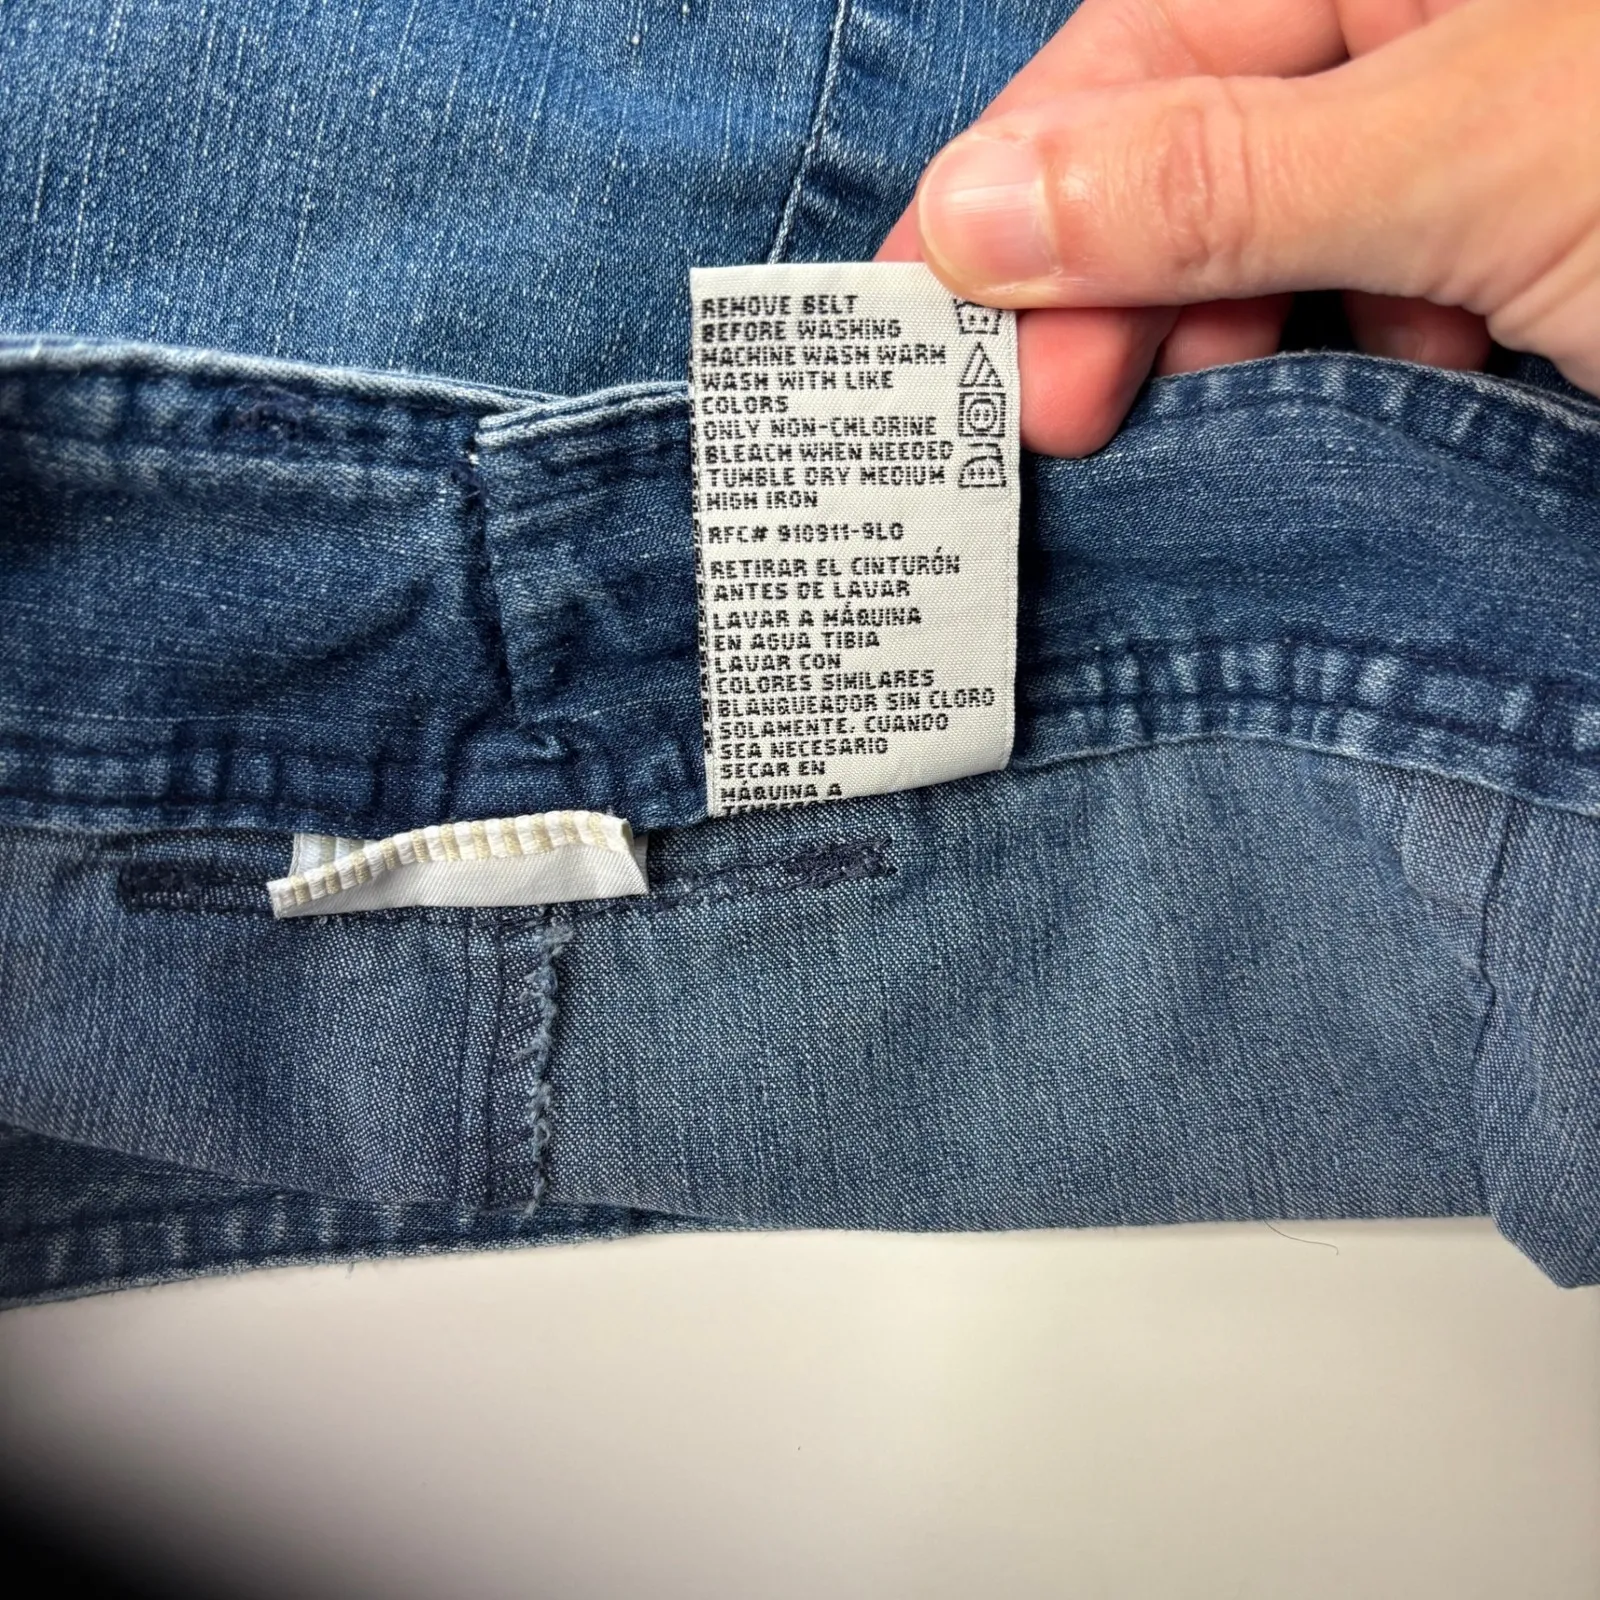 REMOVE BELT
BEFORE WASHING
MACHINE WASH WARM
WASH WITH LIKE
COLORS
ONLY NON-CHLORINE
BLEACH WHEN NEEDED
TUMBLE DRY MEDIUM
HIGH IRON
RFC# 910911-9L0
RETIRAR EL CINTURÓN
ANTES DE LAVAR
LAVAR A MÁQUINA
EN AGUA TIBIA
LAVAR CON
COLORES SIMILARES
BLANQUEADOR SIN CLORO
SOLAMENTE, CUANDO
SEA NECESARIO
SECAR EN
MÁQUINA A